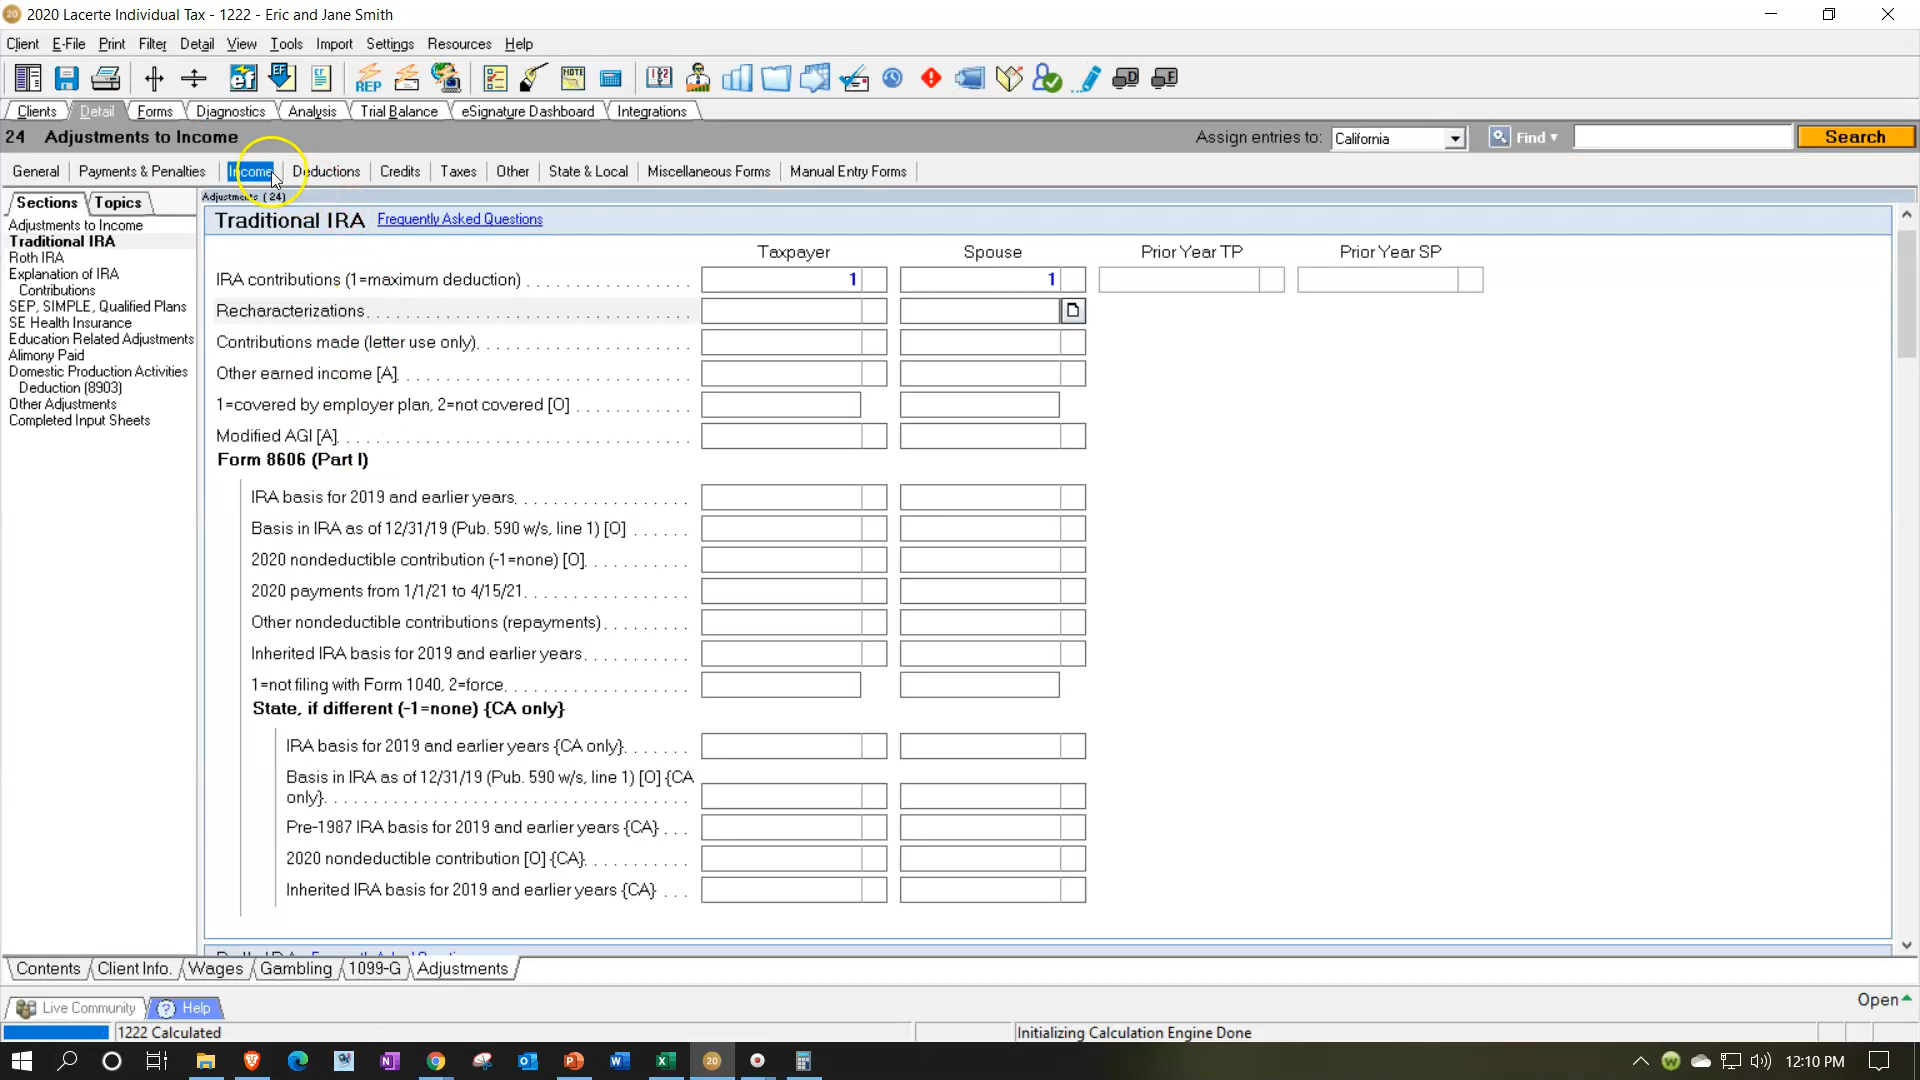 2020 Lacerte Individual Tax - 1222 - Eric and Jane Smith
Client E-File Print Filter Detail View Tools Import Settings Resources Help
Clients Detail Forms Diagnostics Analysis Trial Balance eSignature Dashboard Integrations
24 Adjustments to Income Assign entries to: California Find Search
General Payments & Penalties Income Deductions Credits Taxes Other State & Local Miscellaneous Forms Manual Entry Forms
Sections Topics
Adjustments to Income
Traditional IRA
Roth IRA
Explanation of IRA
Contributions
SEP, SIMPLE, Qualified Plans
SE Health Insurance
Education Related Adjustments
Alimony Paid
Domestic Production Activities
Deduction (8903)
Other Adjustments
Completed Input Sheets
Adjustments (24)
Traditional IRA Frequently Asked Questions
Taxpayer Spouse Prior Year TP Prior Year SP
IRA contributions (1=maximum deduction) 1 1
Recharacterizations
Contributions made (letter use only)
Other earned income [A]
1=covered by employer plan, 2=not covered [O]
Modified AGI [A]
Form 8606 (Part I)
IRA basis for 2019 and earlier years
Basis in IRA as of 12/31/19 (Pub. 590 w/s, line 1) [O]
2020 nondeductible contribution (-1=none) [O]
2020 payments from 1/1/21 to 4/15/21
Other nondeductible contributions (repayments)
Inherited IRA basis for 2019 and earlier years
1=not filing with Form 1040, 2=force
State, if different (-1=none) {CA only}
IRA basis for 2019 and earlier years {CA only}
Basis in IRA as of 12/31/19 (Pub. 590 w/s, line 1) [O] {CA
only}
Pre-1987 IRA basis for 2019 and earlier years {CA}
2020 nondeductible contribution [O] {CA}
Inherited IRA basis for 2019 and earlier years {CA}
Contents Client Info. Wages Gambling 1099-G Adjustments
Live Community Help Open
1222 Calculated Initializing Calculation Engine Done
12:10 PM